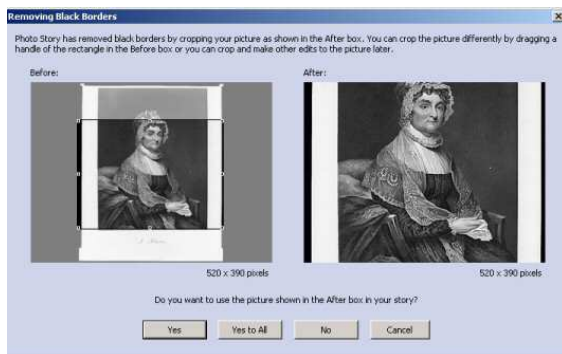 Removing Black Borders
Photo Story has removed black borders by cropping your picture as shown in the After box. You can crop the picture differently by dragging a
handle of the rectangle in the Before box or you can crop and make other edits to the picture later.
Before:
After:
520 x 390 pixels
520 x 390 pixels
Do you want to use the picture shown in the After box in your story?
Yes
Yes to All
No
Cancel